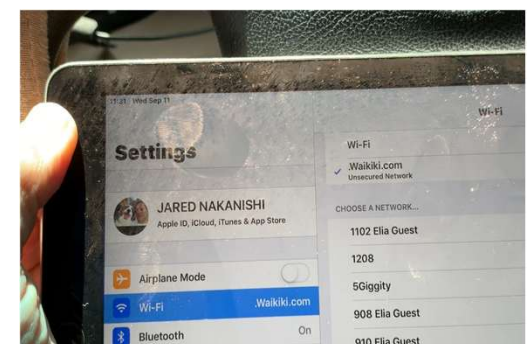 11:21 Wed Sep 11
Wi-Fi
Settings
Wi-Fi
.Waikiki.com
Unsecured Network
JARED NAKANISHI
Apple ID, iCloud, iTunes & App Store
CHOOSE A NETWORK...
1102 Elia Guest
1208
Airplane Mode
5Giggity
Wi-Fi .Waikiki.com
908 Elia Guest
Bluetooth On
910 Elia Guest